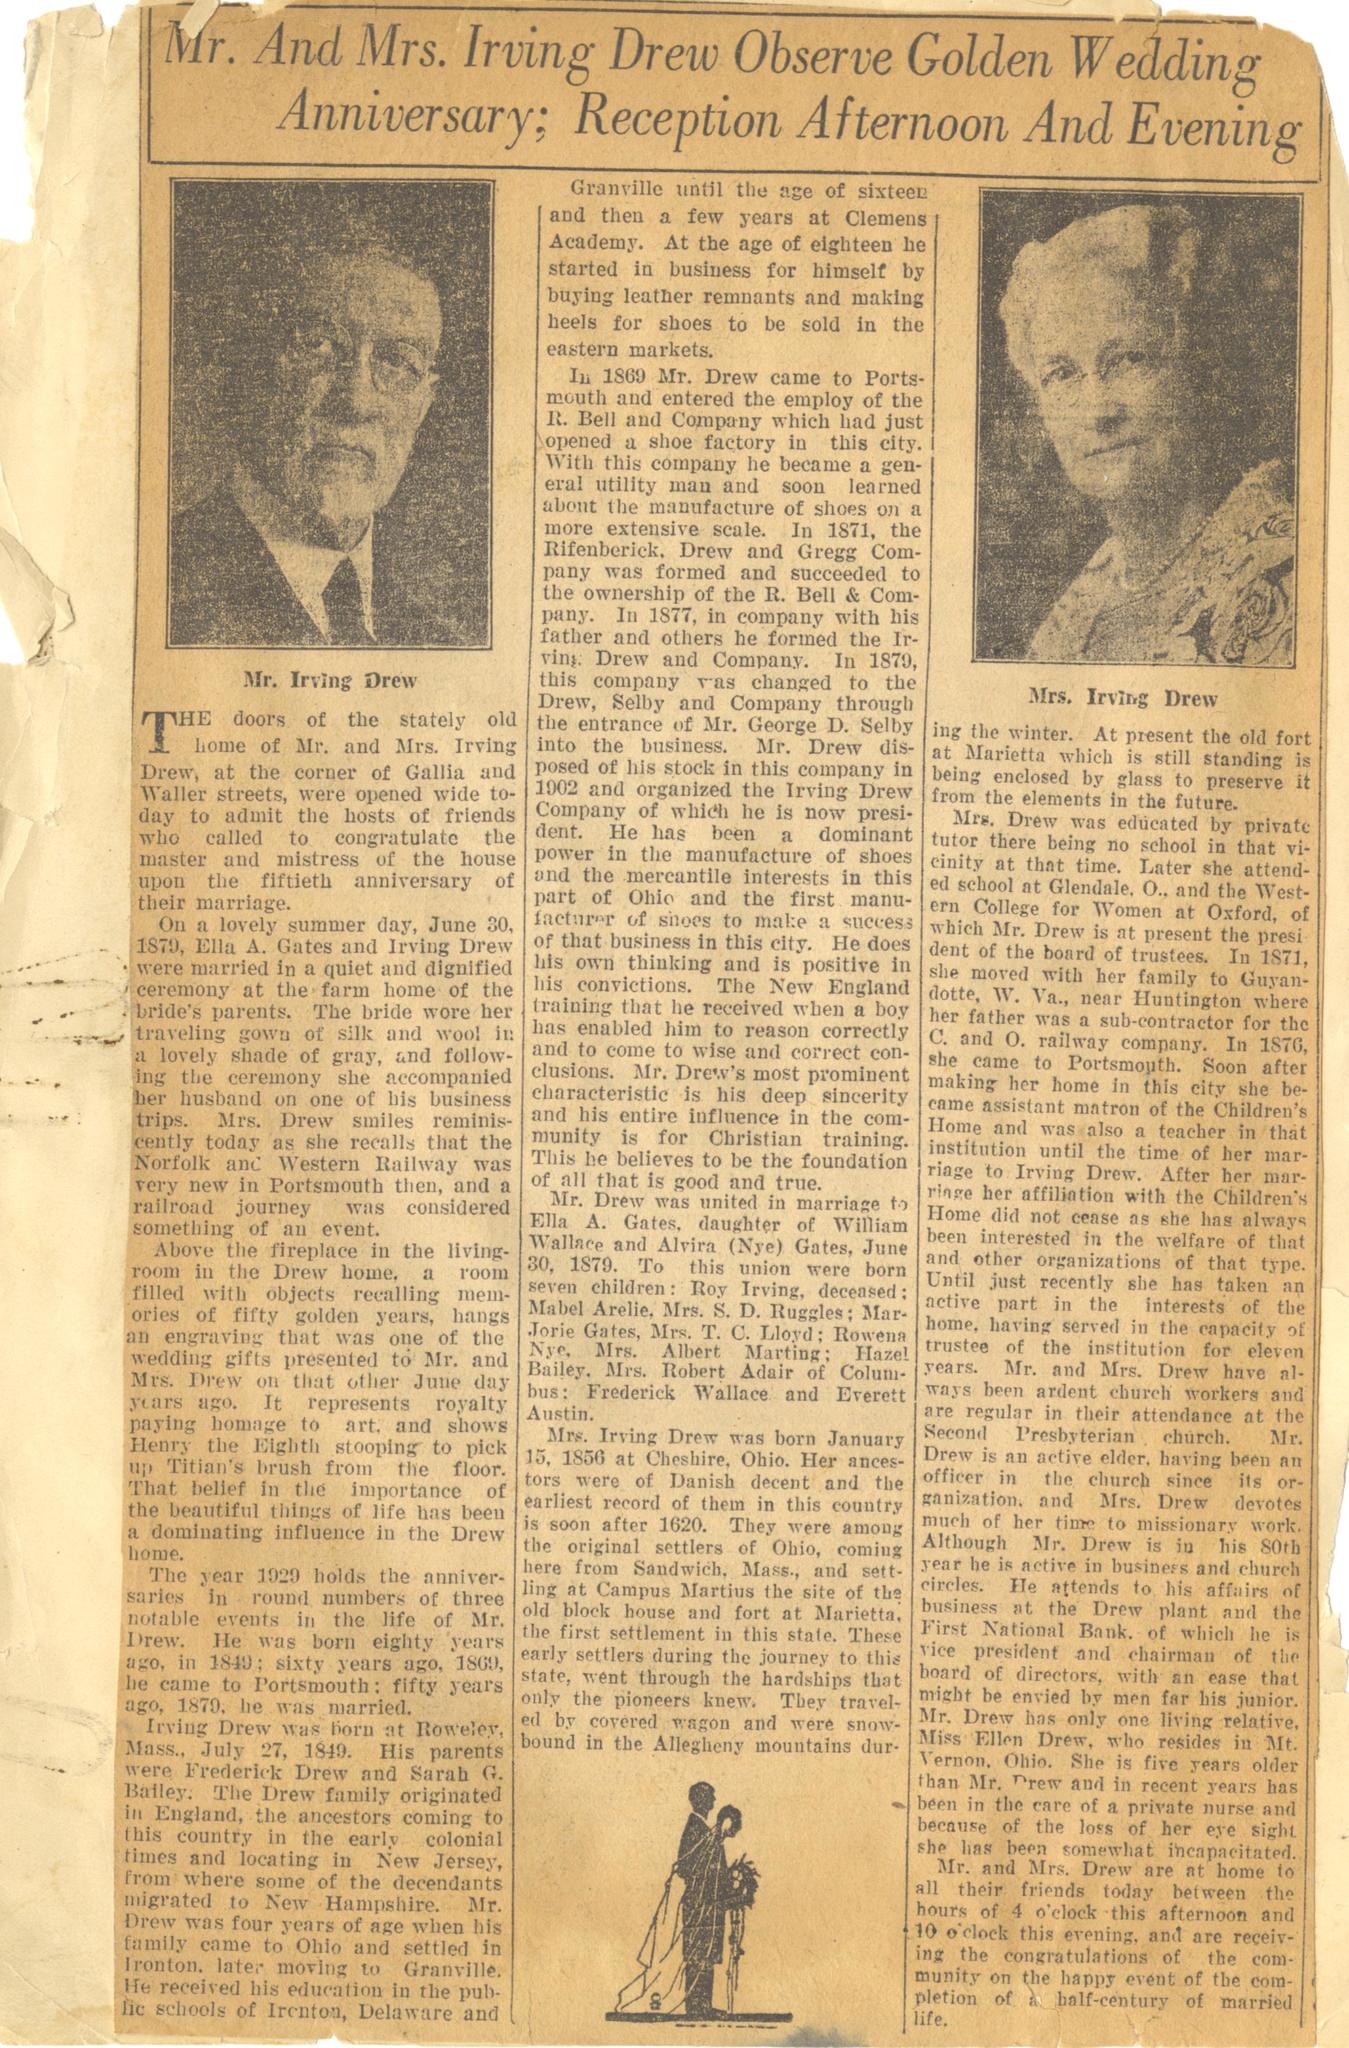 Mr. And Mrs. Irving Drew Observe Golden Wedding
Anniversary; Reception Afternoon And Evening
Mr. Irving Drew
THE doors of the stately old
home of Mr. and Mrs. Irving
Drew, at the corner of Gallia and
Waller streets, were opened wide to-
day to admit the hosts of friends
who called to congratulate the
master and mistress of the house
upon the fiftieth anniversary of
their marriage.
On a lovely summer day, June 30,
1879, Ella A. Gates and Irving Drew
were married in a quiet and dignified
ceremony at the farm home of the
bride's parents. The bride wore her
traveling gown of silk and wool in
a lovely shade of gray, and follow-
ing the ceremony she accompanied
her husband on one of his business
trips. Mrs. Drew smiles reminis-
cently today as she recalls that the
Norfolk and Western Railway was
very new in Portsmouth then, and a
railroad journey was considered
something of an event.
Above the fireplace in the living-
room in the Drew home, a room
filled with objects recalling mem-
ories of fifty golden years, hangs
an engraving that was one of the
wedding gifts presented to Mr. and
Mrs. Drew on that other June day
years ago. It represents royalty
paying homage to art, and shows
Henry the Eighth stooping to pick
up Titian's brush from the floor.
That belief in the importance of
the beautiful things of life has been
a dominating influence in the Drew
home.
The year 1929 holds the anniver-
saries in round numbers of three
notable events in the life of Mr.
Drew. He was born eighty years
ago, in 1849; sixty years ago, 1869,
he came to Portsmouth; fifty years
ago, 1879, he was married.
Irving Drew was born at Roweley,
Mass., July 27, 1849. His parents
were Frederick Drew and Sarah G.
Bailey. The Drew family originated
in England, the ancestors coming to
this country in the early colonial
times and locating in New Jersey,
from where some of the decendants
migrated to New Hampshire. Mr.
Drew was four years of age when his
family came to Ohio and settled in
Ironton, later moving to Granville.
He received his education in the pub-
lic schools of Ironton, Delaware and
Granville until the age of sixteen
and then a few years at Clemens
Academy. At the age of eighteen he
started in business for himself by
buying leather remnants and making
heels for shoes to be sold in the
eastern markets.
In 1869 Mr. Drew came to Ports-
mouth and entered the employ of the
R. Bell and Company which had just
opened a shoe factory in this city.
With this company he became a gen-
eral utility man and soon learned
about the manufacture of shoes on a
more extensive scale. In 1871, the
Rifenberick, Drew and Gregg Com-
pany was formed and succeeded to
the ownership of the R. Bell & Com-
pany. In 1877, in company with his
father and others he formed the Ir-
ving Drew and Company. In 1879,
this company was changed to the
Drew, Selby and Company through
the entrance of Mr. George D. Selby
into the business. Mr. Drew dis-
posed of his stock in this company in
1902 and organized the Irving Drew
Company of which he is now presi-
dent. He has been a dominant
power in the manufacture of shoes
and the mercantile interests in this
part of Ohio and the first manu-
facturer of shoes to make a success
of that business in this city. He does
his own thinking and is positive in
his convictions. The New England
training that he received when a boy
has enabled him to reason correctly
and to come to wise and correct con-
clusions. Mr. Drew's most prominent
characteristic is his deep sincerity
and his entire influence in the com-
munity is for Christian training.
This he believes to be the foundation
of all that is good and true.
Mr. Drew was united in marriage to
Ella A. Gates, daughter of William
Wallace and Alvira (Nye) Gates, June
30, 1879. To this union were born
seven children: Roy Irving, deceased;
Mabel Arelie, Mrs. S. D. Ruggles; Mar-
jorie Gates, Mrs. T. C. Lloyd; Rowena
Nye, Mrs. Albert Marting; Hazel
Bailey, Mrs. Robert Adair of Colum-
bus; Frederick Wallace and Everett
Austin.
Mrs. Irving Drew was born January
15, 1856 at Cheshire, Ohio. Her ances-
tors were of Danish decent and the
earliest record of them in this country
is soon after 1620. They were among
the original settlers of Ohio, coming
here from Sandwich, Mass., and sett-
ling at Campus Martius the site of the
old block house and fort at Marietta,
the first settlement in this state. These
early settlers during the journey to this
state, went through the hardships that
only the pioneers knew. They travel-
ed by covered wagon and were snow-
bound in the Allegheny mountains dur-
Mrs. Irving Drew
ing the winter. At present the old fort
at Marietta which is still standing is
being enclosed by glass to preserve it
from the elements in the future.
Mrs. Drew was educated by private
tutor there being no school in that vi-
cinity at that time. Later she attend-
ed school at Glendale, O., and the West-
ern College for Women at Oxford, of
which Mr. Drew is at present the presi
dent of the board of trustees. In 1871,
she moved with her family to Guyan-
dotte, W. Va., near Huntington where
her father was a sub-contractor for the
C. and O. railway company. In 1876,
she came to Portsmouth. Soon after
making her home in this city she be-
came assistant matron of the Children's
Home and was also a teacher in that
institution until the time of her mar-
riage to Irving Drew. After her mar-
riage her affiliation with the Children's
Home did not cease as she has always
been interested in the welfare of that
and other organizations of that type.
Until just recently she has taken an
active part in the interests of the
home, having served in the capacity of
trustee of the institution for eleven
years. Mr. and Mrs. Drew have al-
ways been ardent church workers and
are regular in their attendance at the
Second Presbyterian church. Mr.
Drew is an active elder, having been an
officer in the church since its or-
ganization, and Mrs. Drew devotes
much of her time to missionary work.
Although Mr. Drew is in his 80th
year he is active in business and church
circles. He attends to his affairs of
business at the Drew plant and the
First National Bank, of which he is
vice president and chairman of the
board of directors, with an ease that
might be envied by men far his junior.
Mr. Drew has only one living relative,
Miss Ellen Drew, who resides in Mt.
Vernon, Ohio. She is five years older
than Mr. Drew and in recent years has
been in the care of a private nurse and
because of the loss of her eye sight
she has been somewhat incapacitated.
Mr. and Mrs. Drew are at home to
all their friends today between the
hours of 4 o'clock this afternoon and
10 o'clock this evening, and are receiv-
ing the congratulations of the com-
munity on the happy event of the com-
pletion of a half-century of married
life.